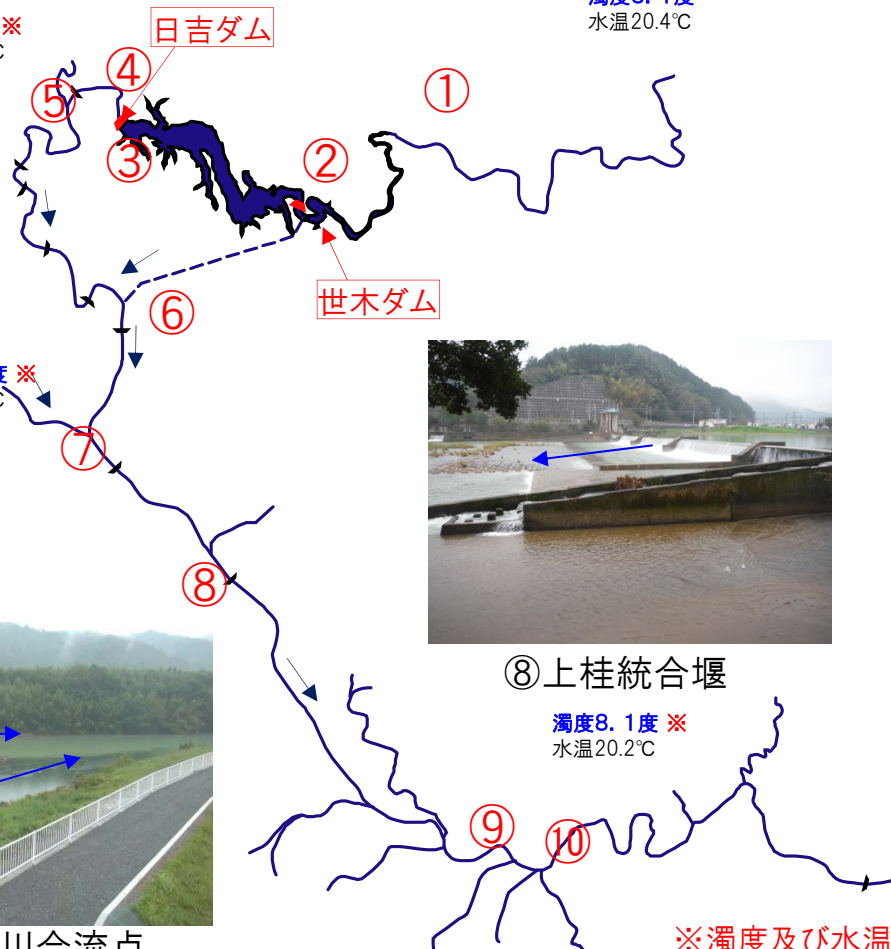 水温20.4℃
※
日吉ダム
④
⑤
①
③
②
世木ダム
⑥
※
⑦
⑧
⑧上桂統合堰
濁度8.1度 ※
水温20.2℃
⑨
⑩
川合流点
※濁度及び水温